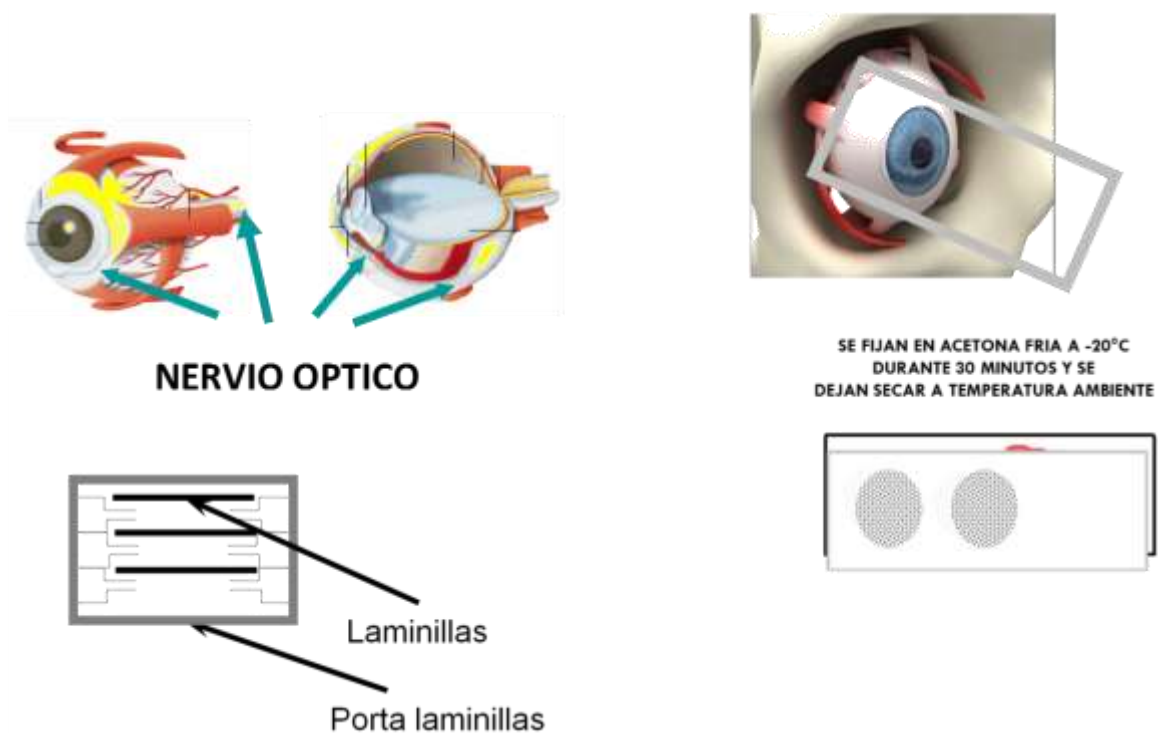 NERVIO OPTICO
SE FIJAN EN ACETONA FRIA A -20°C
DURANTE 30 MINUTOS Y SE
DEJAN SECAR A TEMPERATURA AMBIENTE
Laminillas
Porta laminillas